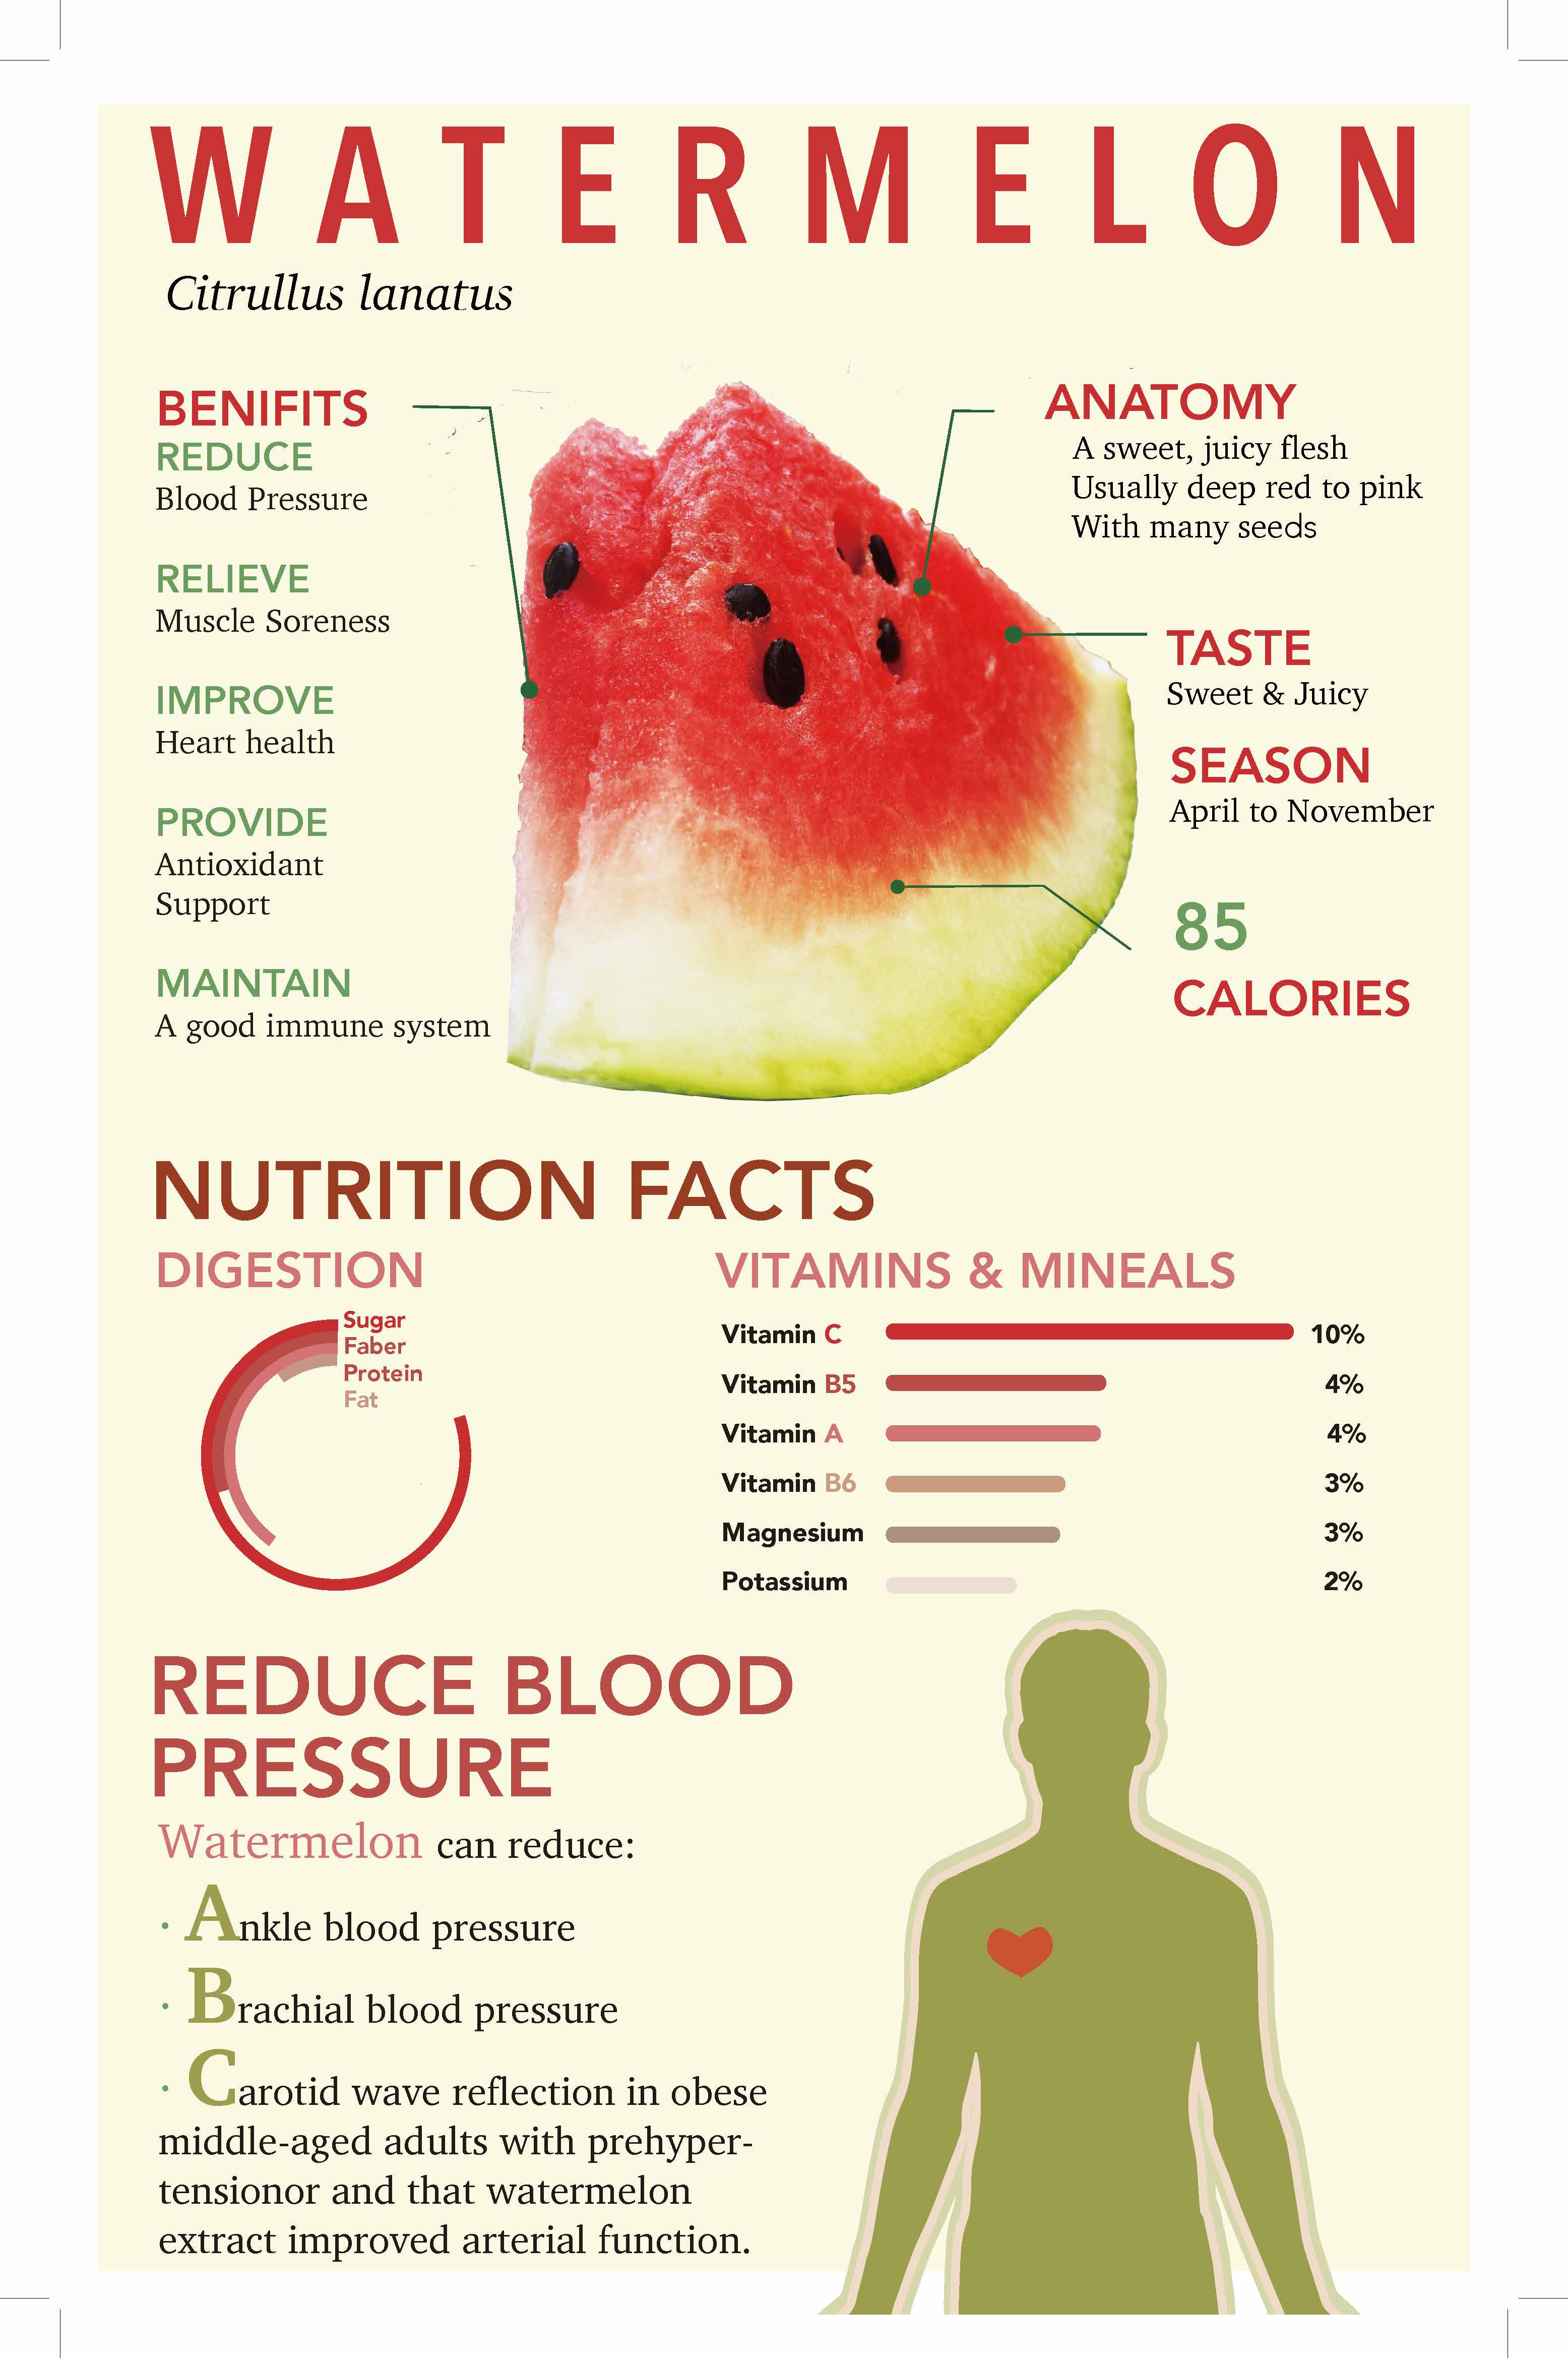 WATERMELON
Citrullus lanatus
BENIFITS
REDUCE
Blood Pressure
RELIEVE
Muscle Soreness
IMPROVE
Heart health
PROVIDE
Antioxidant
Support
MAINTAIN
A good immune system
ANATOMY
A sweet, juicy flesh
Usually deep red to pink
With many seeds
TASTE
Sweet & Juicy
SEASON
April to November
85
CALORIES
NUTRITION FACTS
DIGESTION
Sugar
Faber
Protein
Fat
VITAMINS & MINEALS
Vitamin C 10%
Vitamin B5 4%
Vitamin A 4%
Vitamin B6 3%
Magnesium 3%
Potassium 2%
REDUCE BLOOD
PRESSURE
Watermelon can reduce:
· Ankle blood pressure
· Brachial blood pressure
· Carotid wave reflection in obese
middle-aged adults with prehyper-
tensionor and that watermelon
extract improved arterial function.